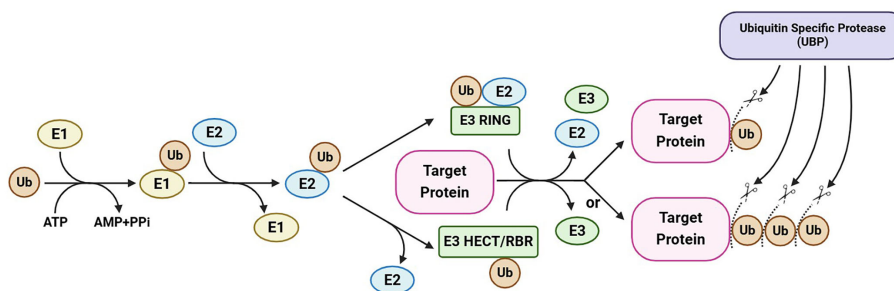 Ubiquitin Specific Protease
(UBP)
Ub
E2
E3 RING
E3
E2
E1
Ub
E2
Ub
E1
ATP
AMP+PPi
E1
Ub
E2
Target
Protein
or
E3
E3 HECT/RBR
Ub
E2
Target
Protein
Ub
Target
Protein
Ub
Ub
Ub